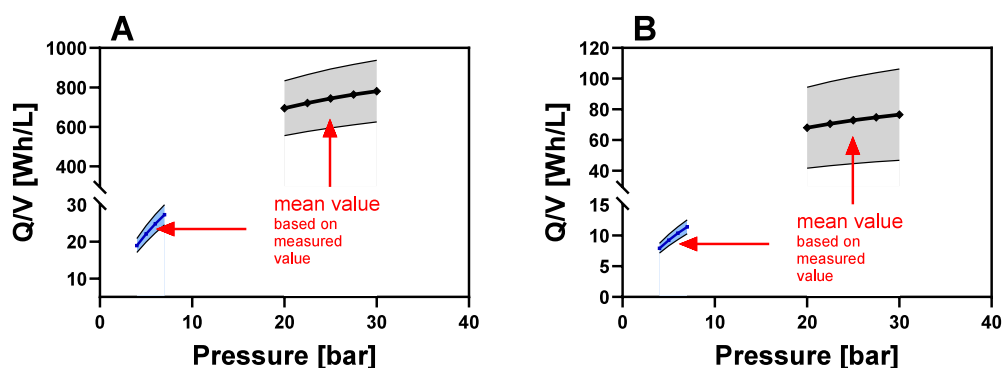 A
Q/V [Wh/L]
1000
800
600
400
30
20
10
mean value
based on
measured
value
0
10
20
30
40
Pressure [bar]
B
Q/V [Wh/L]
120
100
80
60
40
15
10
5
0
mean value
based on
measured
value
0
10
20
30
40
Pressure [bar]